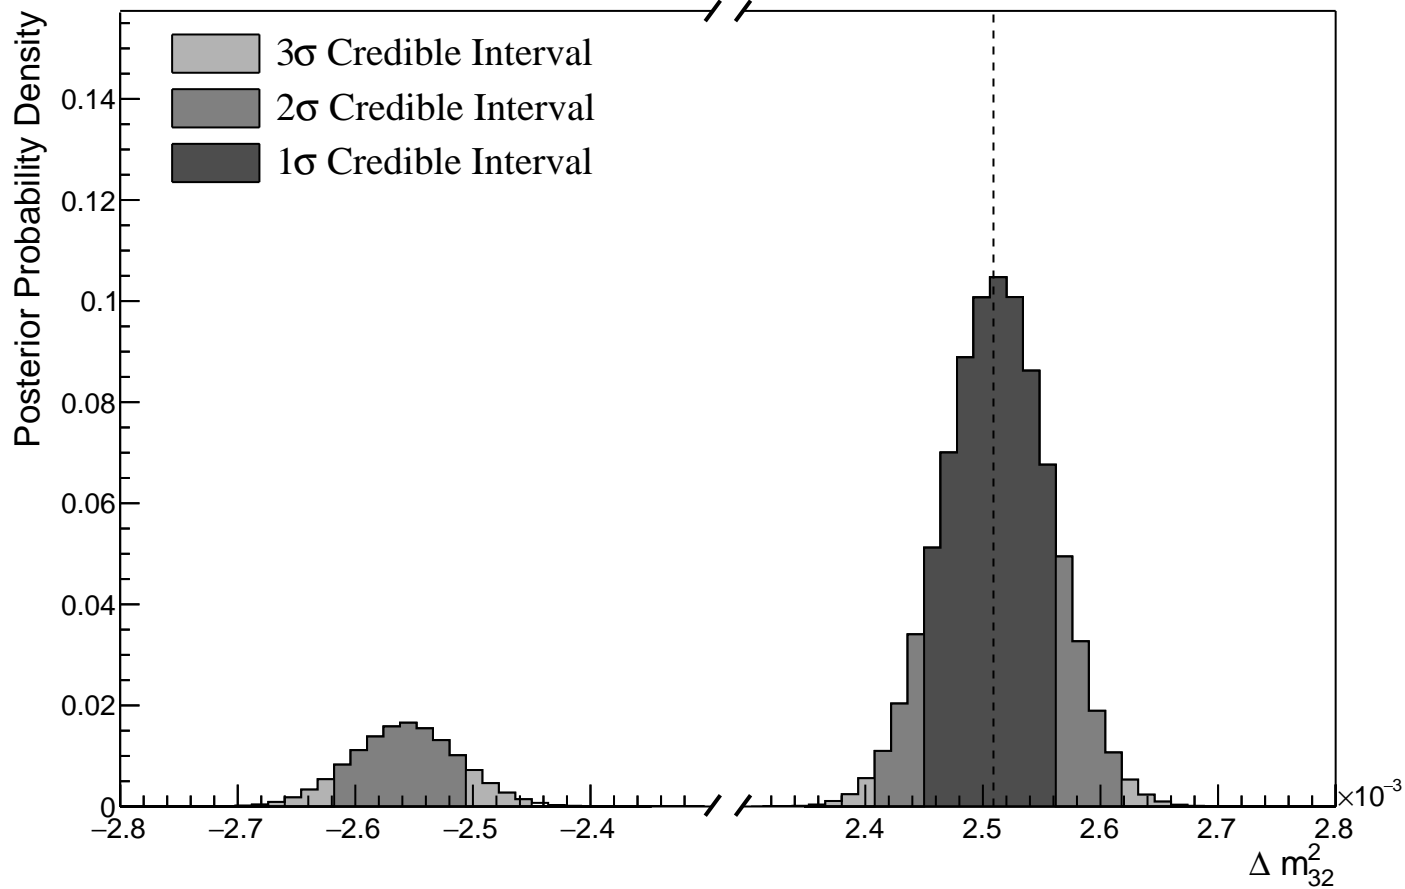 Posterior Probability Density
3σ Credible Interval
2σ Credible Interval
1σ Credible Interval
0.14
0.12
0.1
0.08
0.06
0.04
0.02
0
−2.8 −2.7 −2.6 −2.5 −2.4 2.4 2.5 2.6 2.7 2.8
×10⁻³
Δ m²₃₂